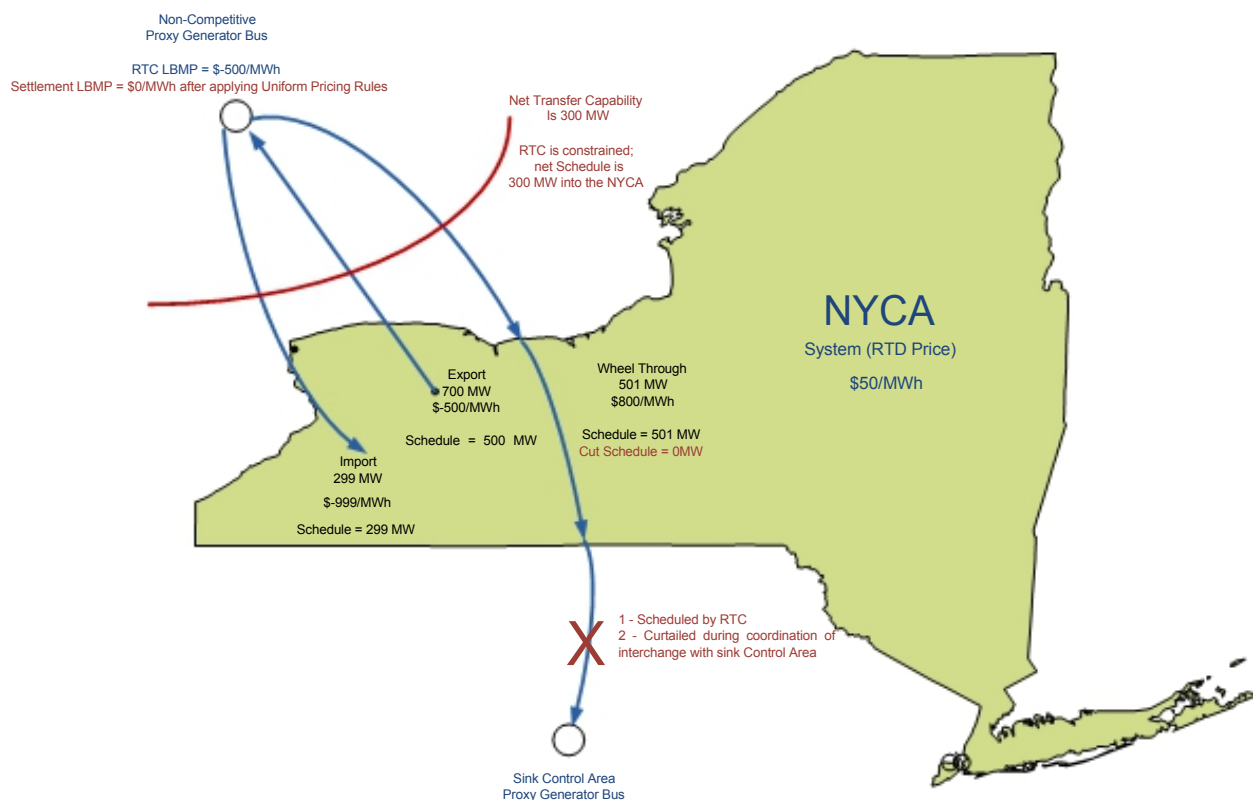 Non-Competitive
Proxy Generator Bus
RTC LBMP = $-500/MWh
Settlement LBMP = $0/MWh after applying Uniform Pricing Rules
Net Transfer Capability
Is 300 MW
RTC is constrained;
net Schedule is
300 MW into the NYCA
NYCA
System (RTD Price)
$50/MWh
Export
700 MW
$-500/MWh
Schedule = 500 MW
Wheel Through
501 MW
$800/MWh
Schedule = 501 MW
Cut Schedule = 0MW
Import
299 MW
$-999/MWh
Schedule = 299 MW
X
1 - Scheduled by RTC
2 - Curtailed during coordination of
interchange with sink Control Area
Sink Control Area
Proxy Generator Bus